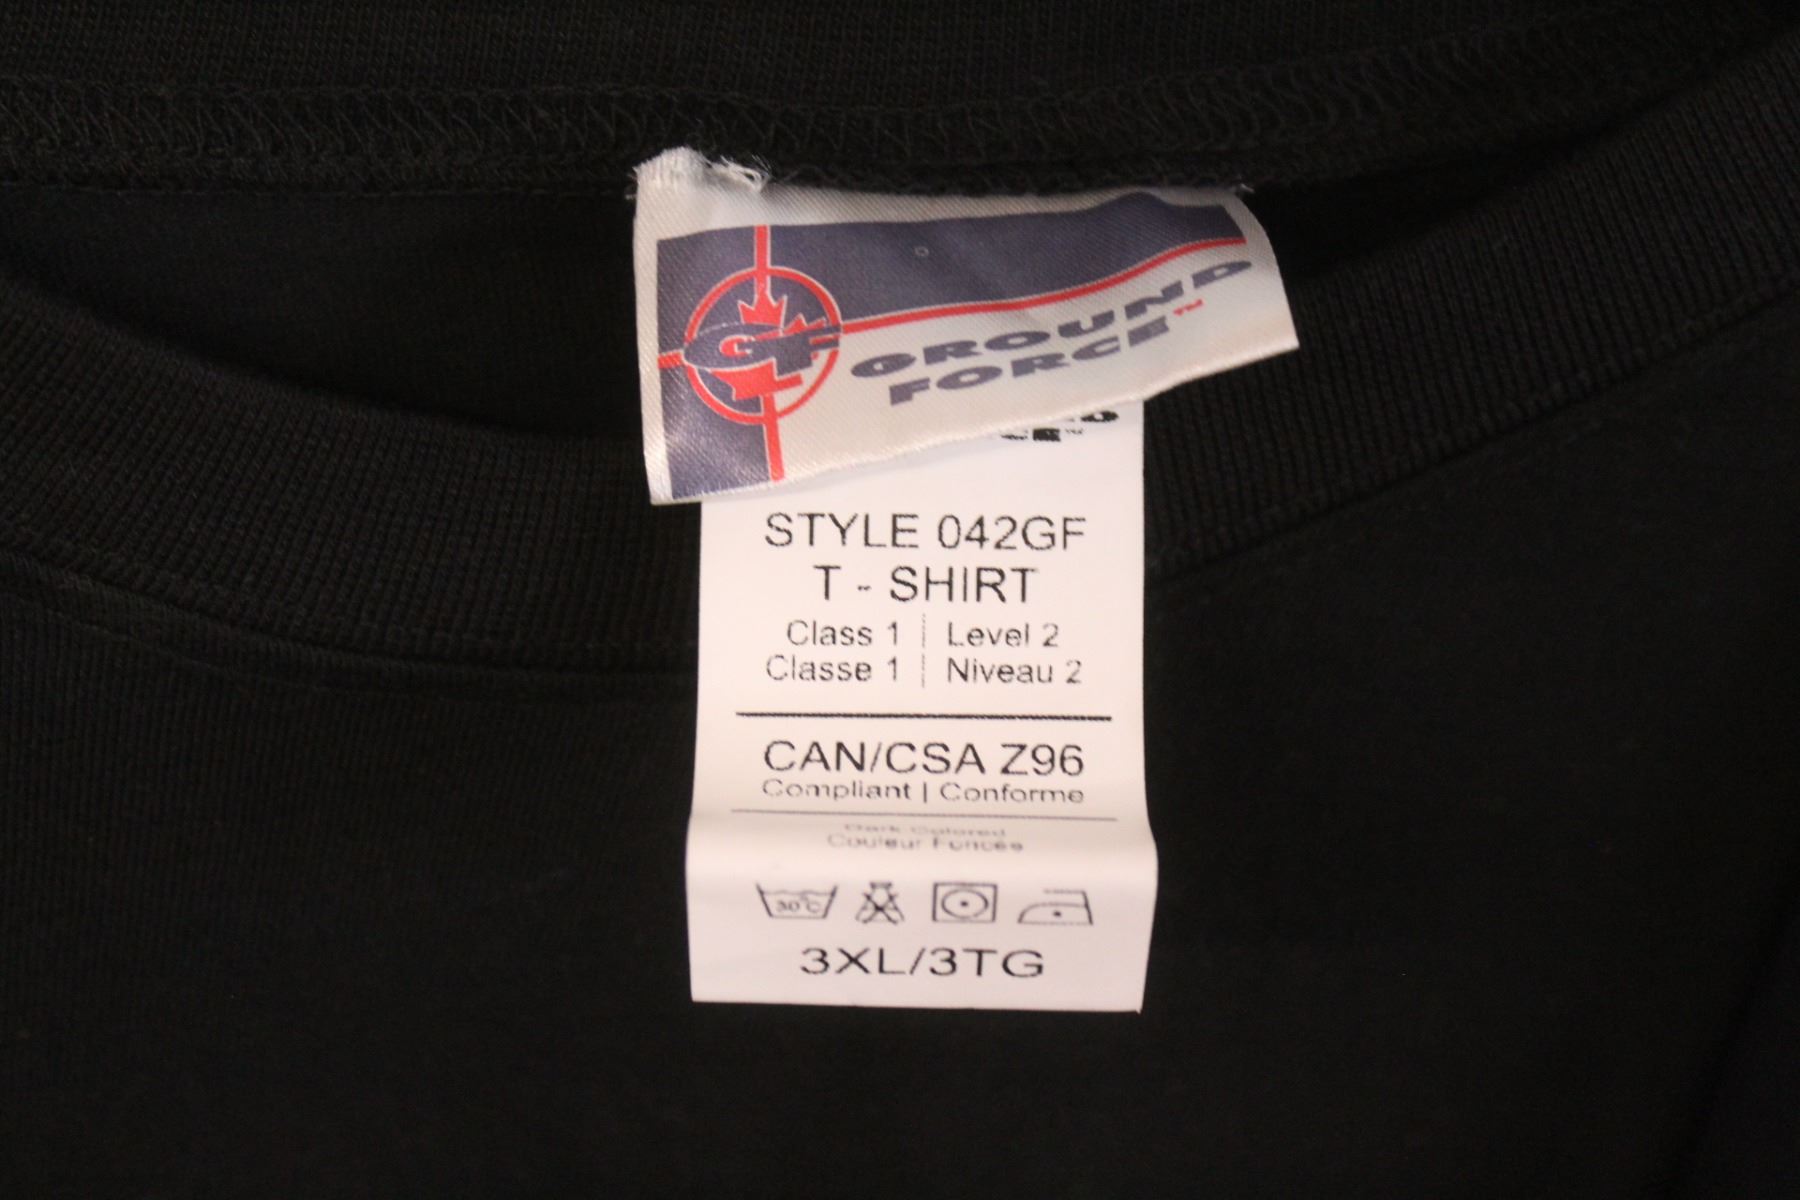 GF GROUND
FORCE™
STYLE 042GF
T - SHIRT
Class 1 | Level 2
Classe 1 | Niveau 2
CAN/CSA Z96
Compliant | Conforme
Dark Colored
Couleur Foncée
30°C
3XL/3TG